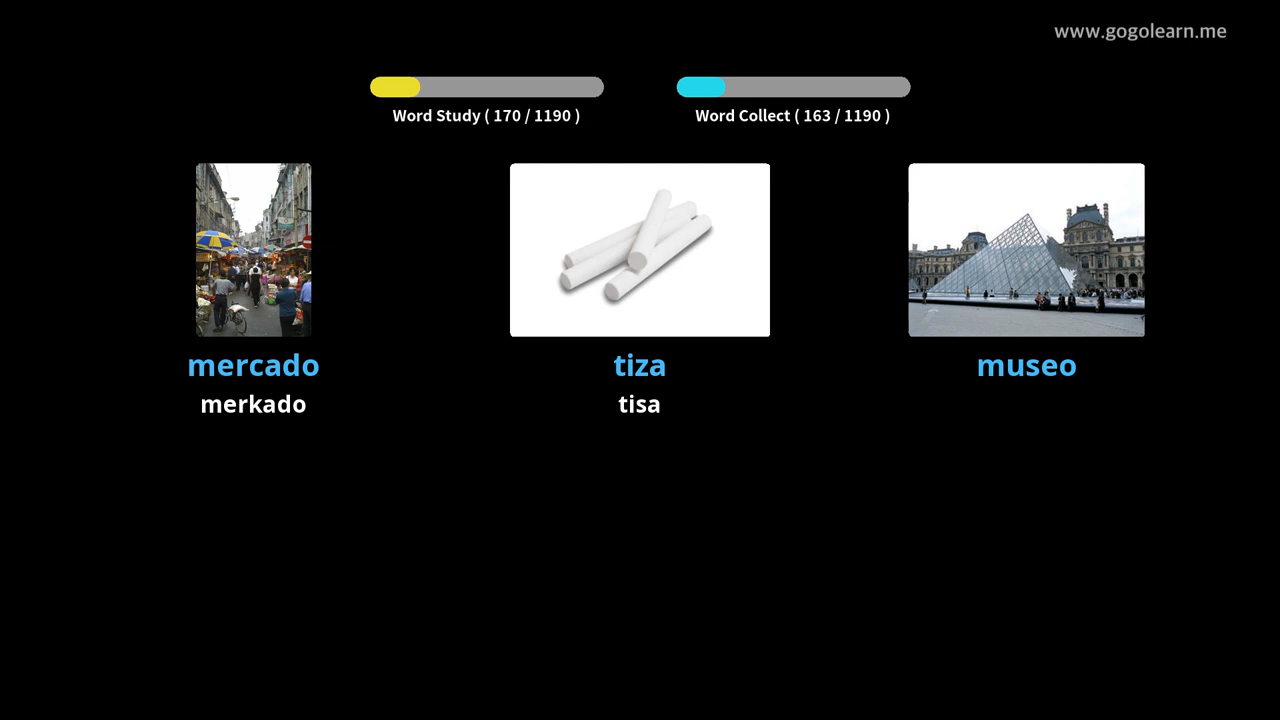 www.gogolearn.me
Word Study ( 170 / 1190 )
Word Collect ( 163 / 1190 )
mercado
merkado
tiza
tisa
museo